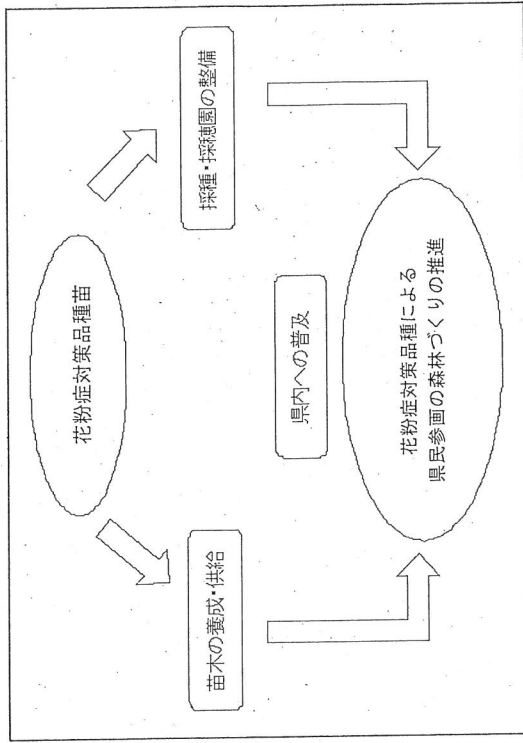 花粉症対策品種苗
苗木の養成・供給
採種・採穂園の整備
県内への普及
花粉症対策品種による
県民参画の森林づくりの推進